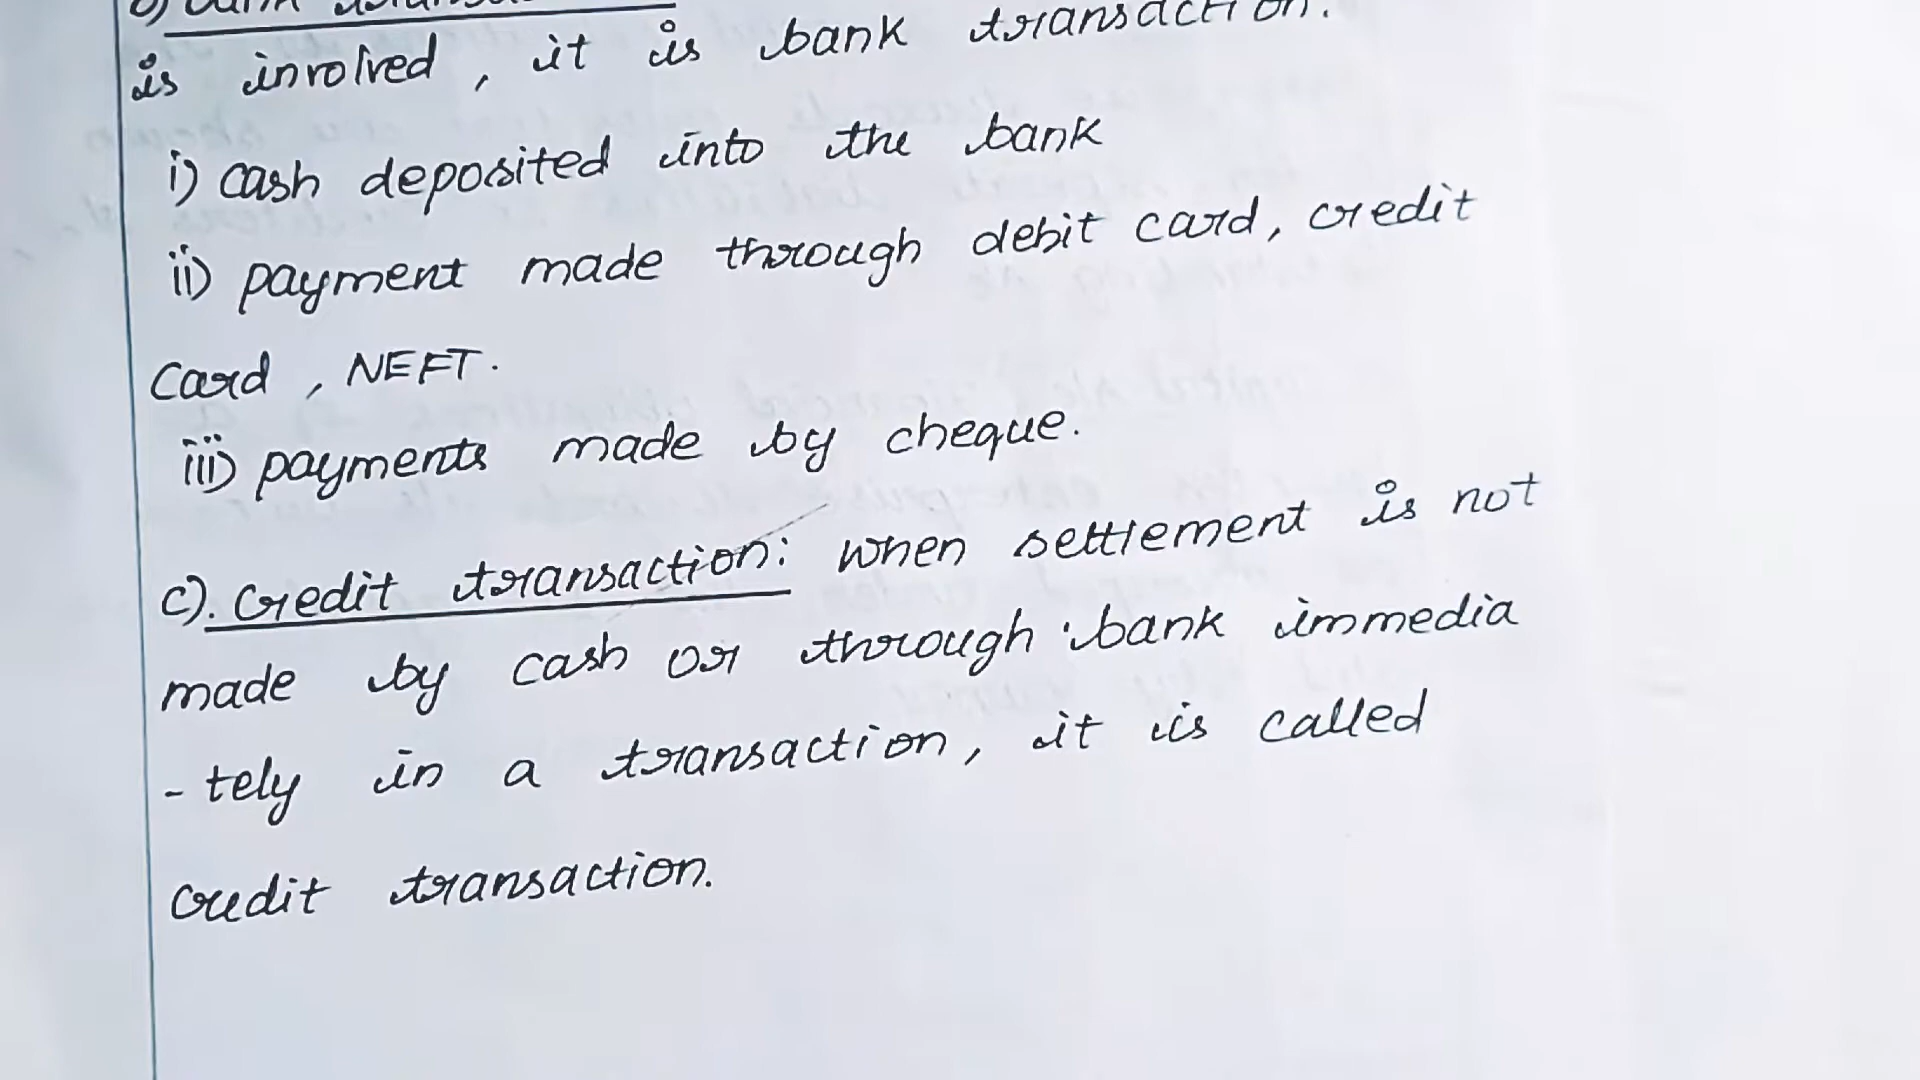 b) bank
is involved, it is bank transaction.
i) cash deposited into the bank
ii) payment made through debit card, credit
card, NEFT.
iii) payments made by cheque.
c). Credit transaction: when settlement is not
made by cash or through bank immedia
- tely in a transaction, it is called
credit transaction.